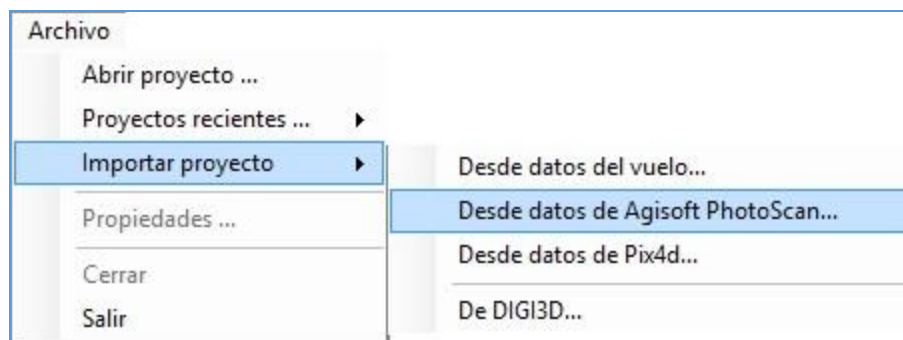 Archivo
Abrir proyecto ...
Proyectos recientes ...
Importar proyecto
Propiedades ...
Cerrar
Salir
Desde datos del vuelo...
Desde datos de Agisoft PhotoScan...
Desde datos de Pix4d...
De DIGI3D...